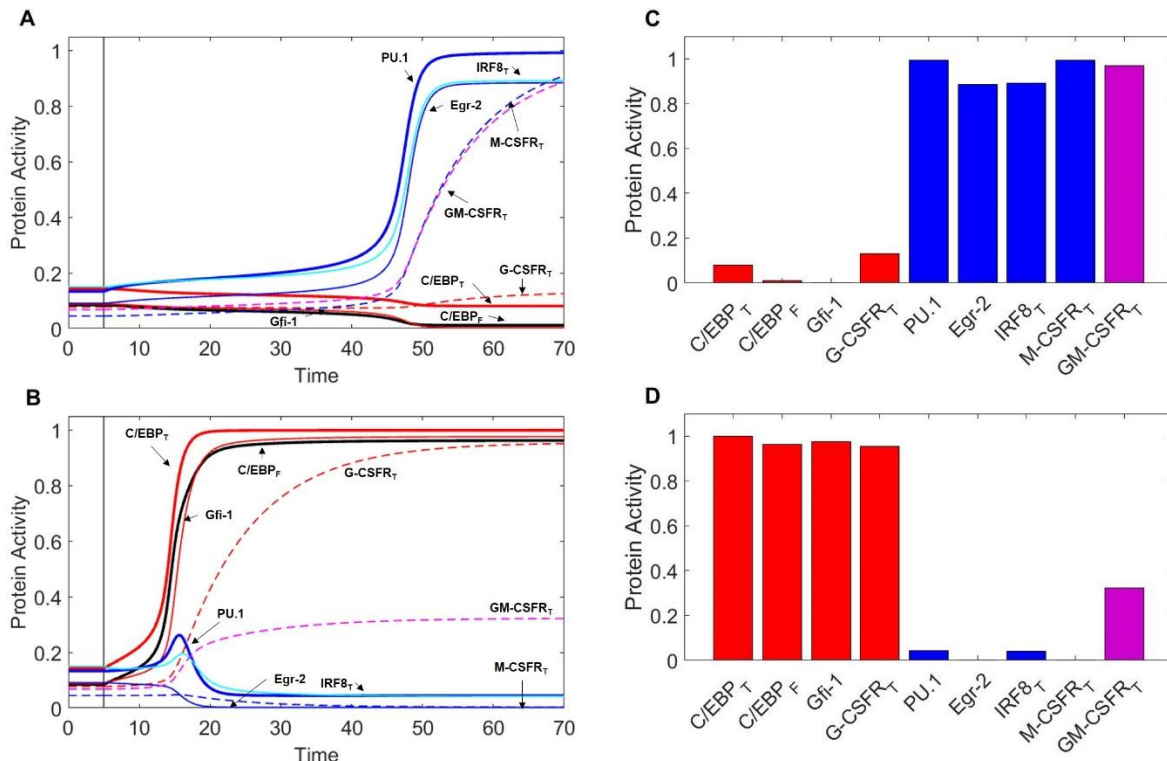 A
Protein Activity
1
0.8
0.6
0.4
0.2
0
PU.1
IRF8T
Egr-2
M-CSFRT
GM-CSFRT
G-CSFRT
C/EBPT
Gfi-1
C/EBPF
0 5 10 20 30 40 50 60 70
Time
B
Protein Activity
1
0.8
0.6
0.4
0.2
0
C/EBPT
C/EBPF
G-CSFRT
Gfi-1
GM-CSFRT
PU.1
M-CSFRT
Egr-2
IRF8T
0 5 10 20 30 40 50 60 70
Time
C
Protein Activity
1
0.8
0.6
0.4
0.2
0
C/EBPT
C/EBPF
Gfi-1
G-CSFRT
PU.1
Egr-2
IRF8T
M-CSFRT
GM-CSFRT
D
Protein Activity
1
0.8
0.6
0.4
0.2
0
C/EBPT
C/EBPF
Gfi-1
G-CSFRT
PU.1
Egr-2
IRF8T
M-CSFRT
GM-CSFRT